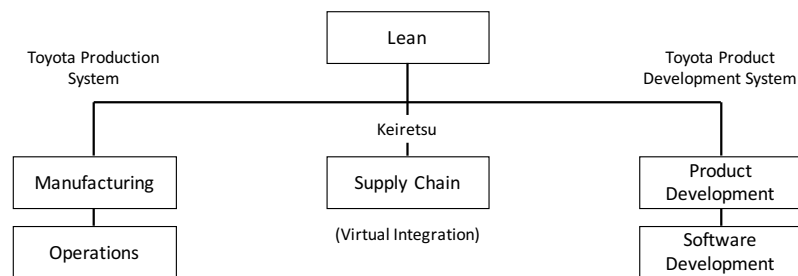 Lean
Toyota Production
System
Toyota Product
Development System
Keiretsu
Manufacturing
Supply Chain
Product
Development
Operations
(Virtual Integration)
Software
Development